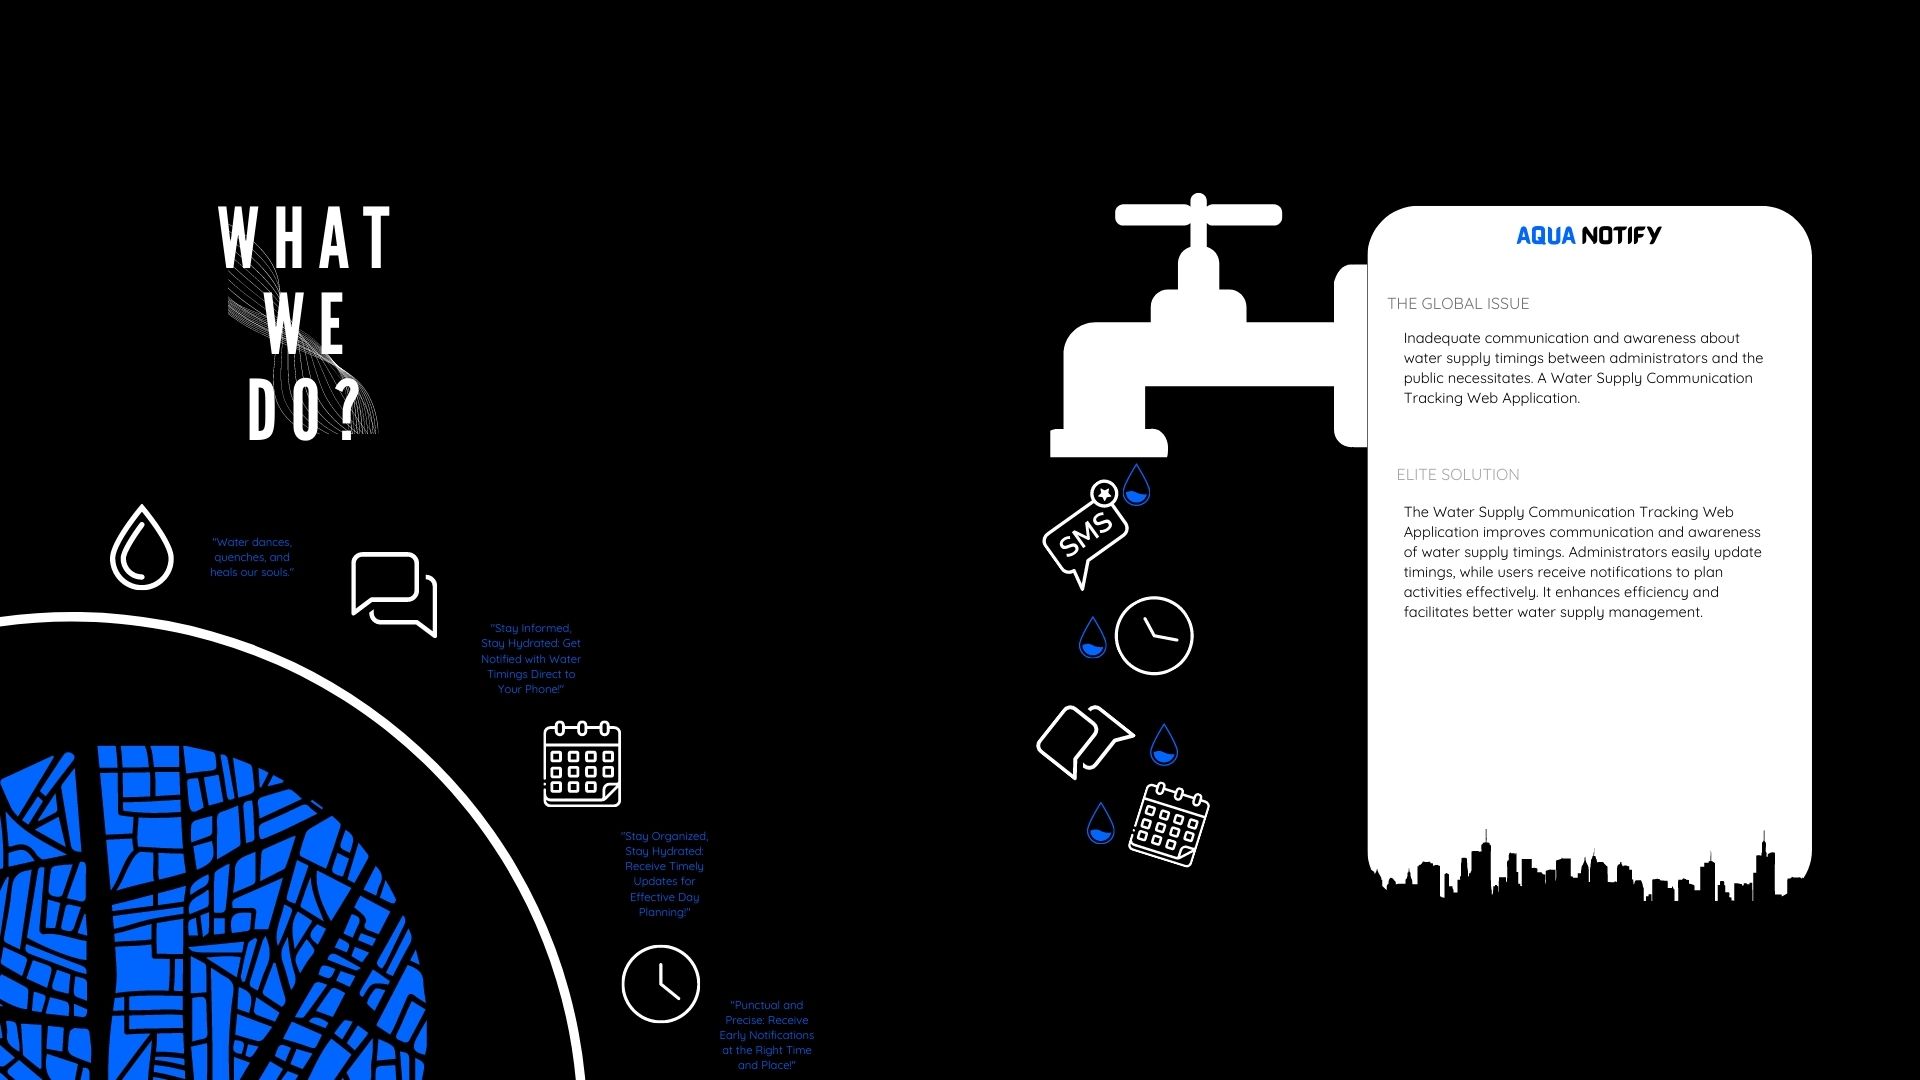 WHAT
WE
DO?
"Water dances,
quenches, and
heals our souls."
"Stay Informed,
Stay Hydrated: Get
Notified with Water
Timings Direct to
Your Phone!"
"Stay Organized,
Stay Hydrated:
Receive Timely
Updates for
Effective Day
Planning!"
"Punctual and
Precise: Receive
Early Notifications
at the Right Time
and Place!"
SMS
AQUA NOTIFY
THE GLOBAL ISSUE
Inadequate communication and awareness about
water supply timings between administrators and the
public necessitates. A Water Supply Communication
Tracking Web Application.
ELITE SOLUTION
The Water Supply Communication Tracking Web
Application improves communication and awareness
of water supply timings. Administrators easily update
timings, while users receive notifications to plan
activities effectively. It enhances efficiency and
facilitates better water supply management.